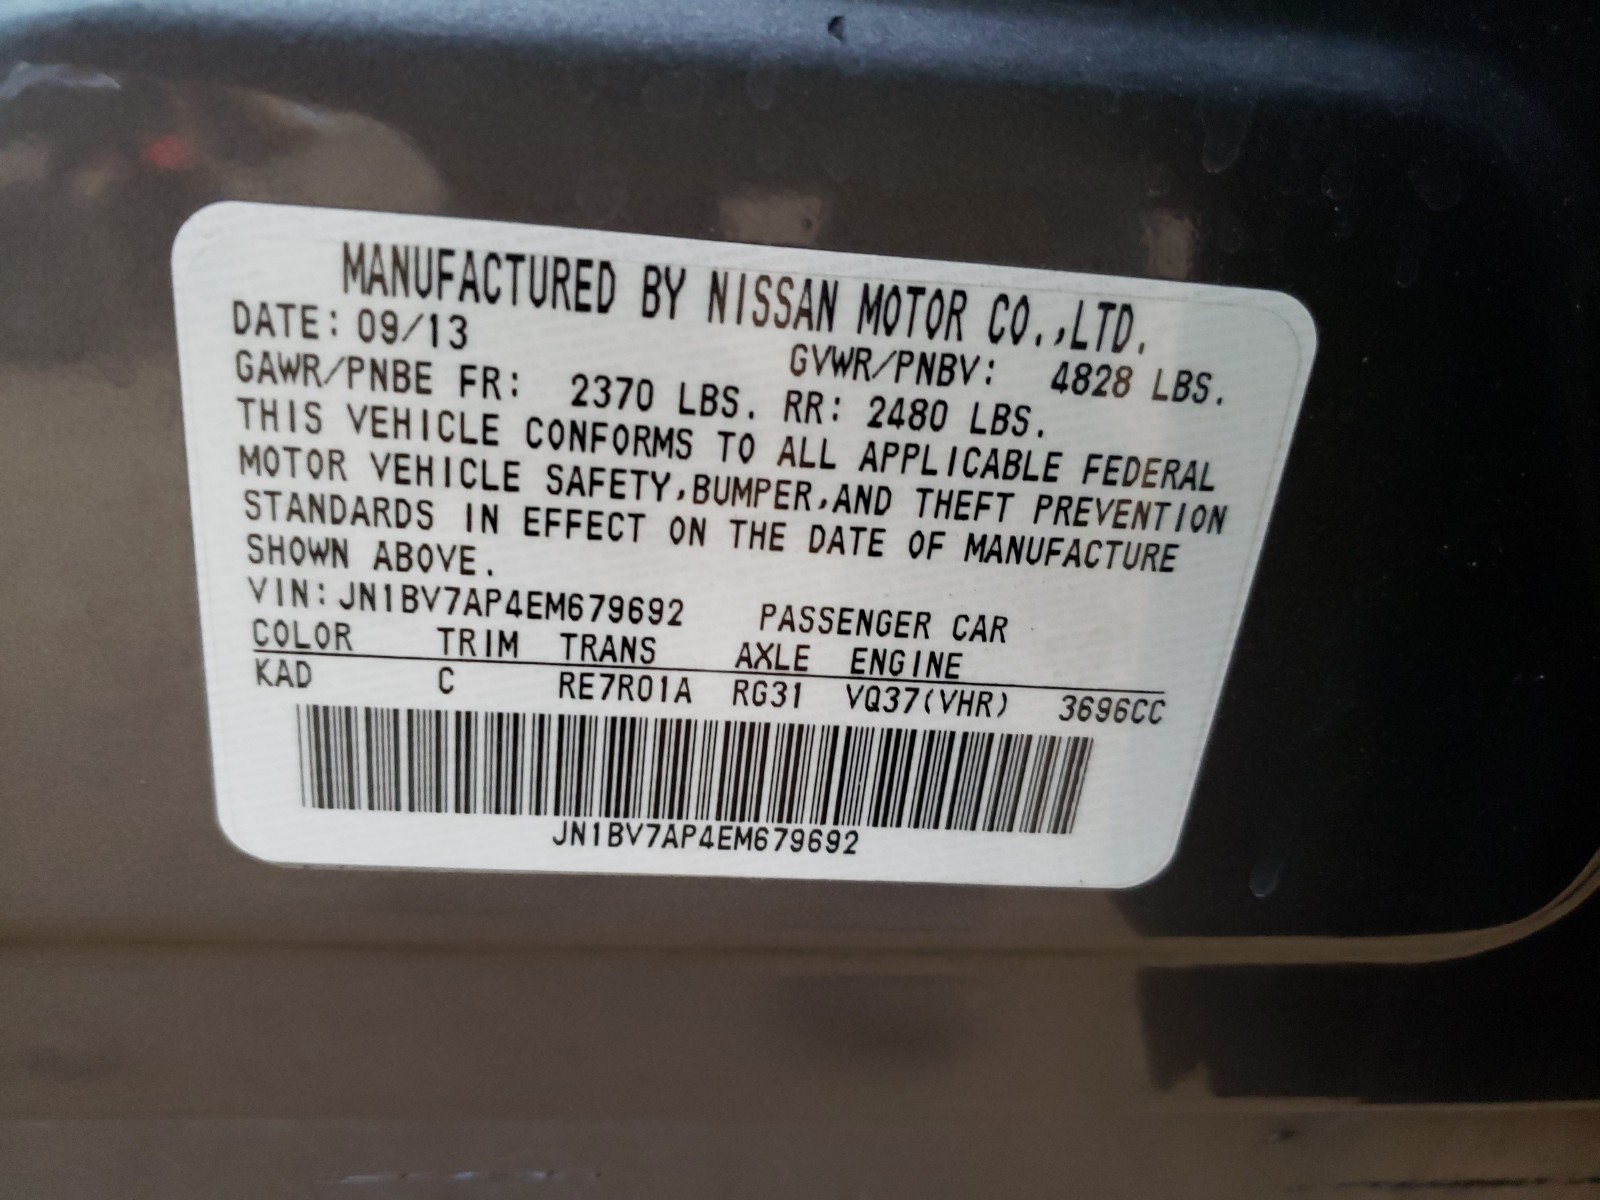 MANUFACTURED BY NISSAN MOTOR CO.,LTD.
DATE: 09/13 GVWR/PNBV: 4828 LBS.
GAWR/PNBE FR: 2370 LBS. RR: 2480 LBS.
THIS VEHICLE CONFORMS TO ALL APPLICABLE FEDERAL
MOTOR VEHICLE SAFETY,BUMPER,AND THEFT PREVENTION
STANDARDS IN EFFECT ON THE DATE OF MANUFACTURE
SHOWN ABOVE.
VIN:JN1BV7AP4EM679692 PASSENGER CAR
COLOR TRIM TRANS AXLE ENGINE
KAD C RE7R01A RG31 VQ37(VHR) 3696CC
JN1BV7AP4EM679692